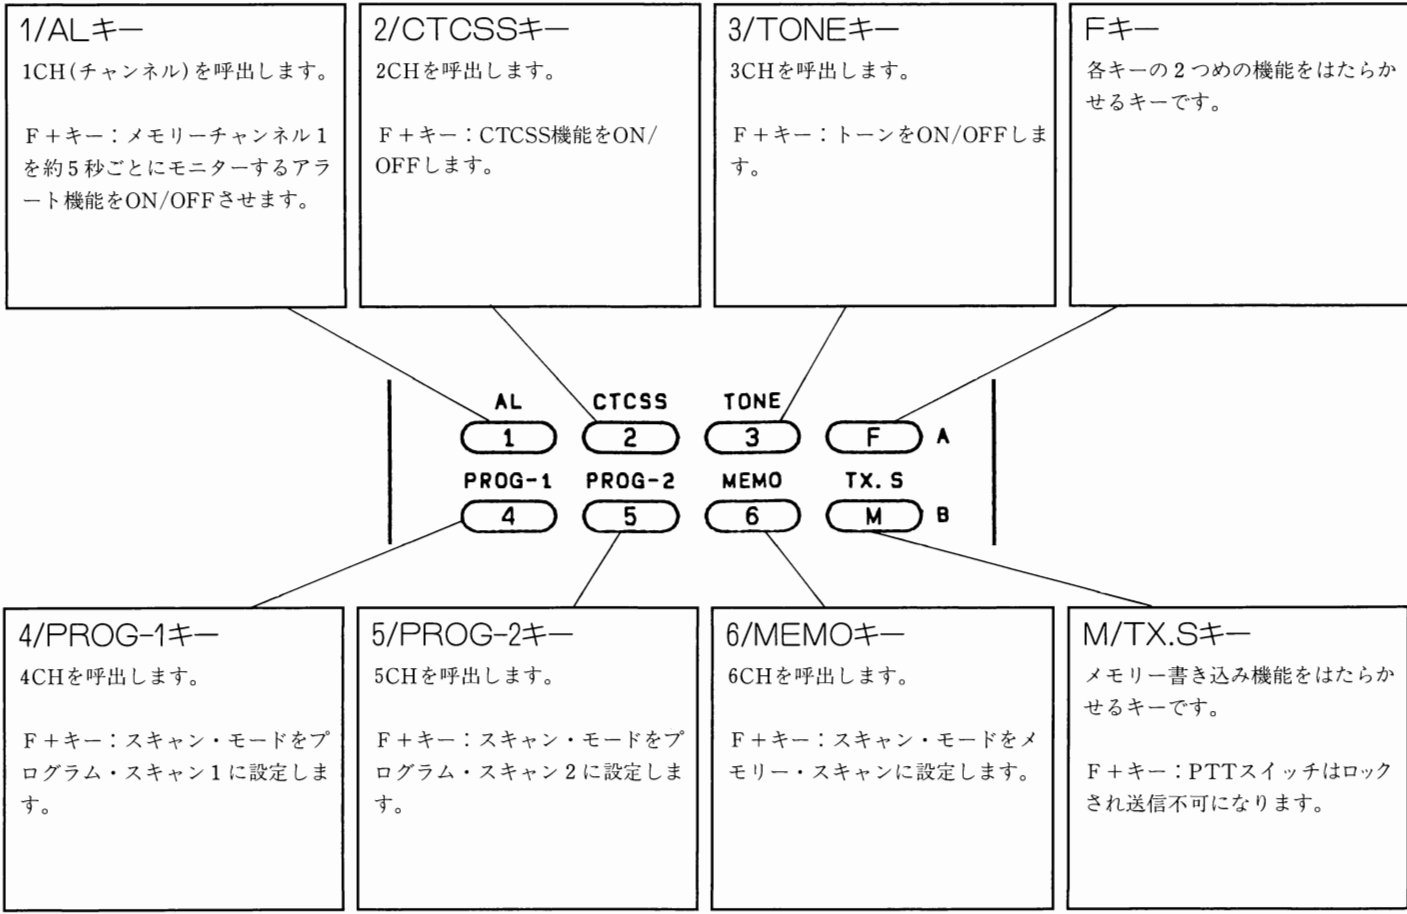 1/ALキー
1CH(チャンネル)を呼出します。
F+キー：メモリーチャンネル1
を約5秒ごとにモニターするアラ
ート機能をON/OFFさせます。
2/CTCSSキー
2CHを呼出します。
F+キー：CTCSS機能をON/
OFFします。
3/TONEキー
3CHを呼出します。
F+キー：トーンをON/OFFしま
す。
Fキー
各キーの2つめの機能をはたらか
せるキーです。
AL CTCSS TONE
1 2 3 F A
PROG-1 PROG-2 MEMO TX.S
4 5 6 M B
4/PROG-1キー
4CHを呼出します。
F+キー：スキャン・モードをプ
ログラム・スキャン1に設定しま
す。
5/PROG-2キー
5CHを呼出します。
F+キー：スキャン・モードをプ
ログラム・スキャン2に設定しま
す。
6/MEMOキー
6CHを呼出します。
F+キー：スキャン・モードをメ
モリー・スキャンに設定します。
M/TX.Sキー
メモリー書き込み機能をはたらか
せるキーです。
F+キー：PTTスイッチはロック
され送信不可になります。